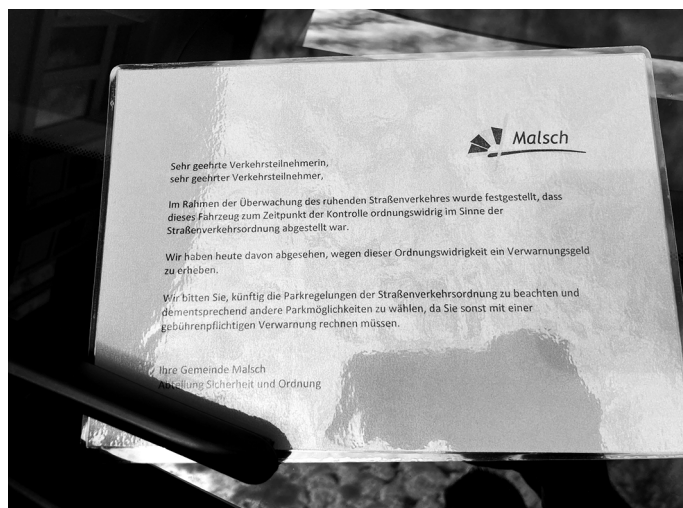 Malsch
Sehr geehrte Verkehrsteilnehmerin,
sehr geehrter Verkehrsteilnehmer,
Im Rahmen der Überwachung des ruhenden Straßenverkehres wurde festgestellt, dass
dieses Fahrzeug zum Zeitpunkt der Kontrolle ordnungswidrig im Sinne der
Straßenverkehrsordnung abgestellt war.
Wir haben heute davon abgesehen, wegen dieser Ordnungswidrigkeit ein Verwarnungsgeld
zu erheben.
Wir bitten Sie, künftig die Parkregelungen der Straßenverkehrsordnung zu beachten und
dementsprechend andere Parkmöglichkeiten zu wählen, da Sie sonst mit einer
gebührenpflichtigen Verwarnung rechnen müssen.
Ihre Gemeinde Malsch
Abteilung Sicherheit und Ordnung